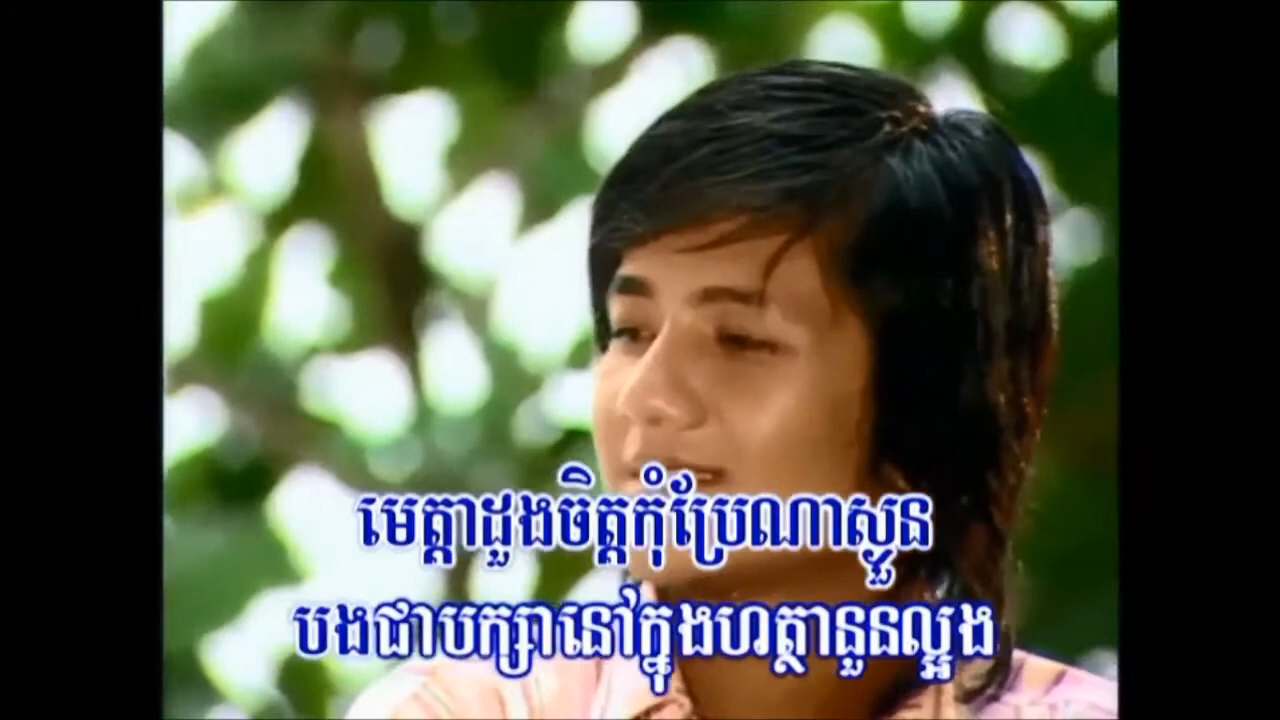 មេត្តាដួងចិត្តកុំប្រែណាស្ងួន
បងជាបក្សានៅក្នុងហត្ថានួនល្អង